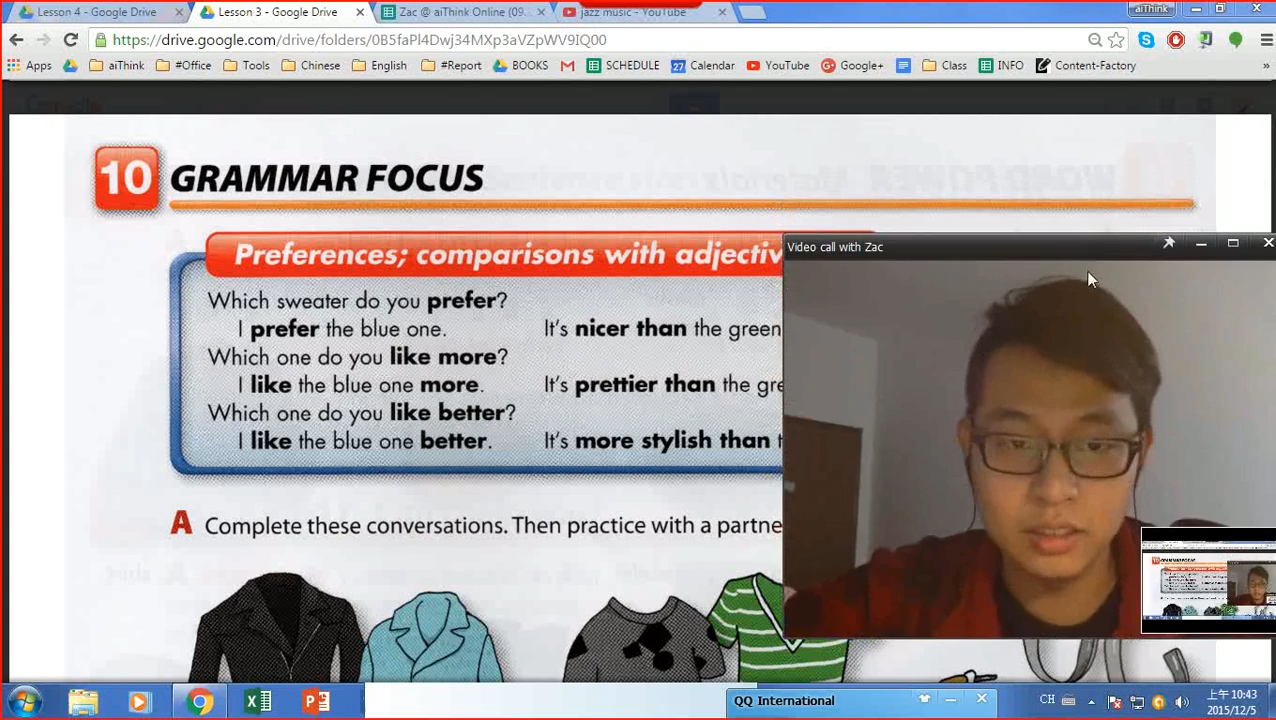 Lesson 4 - Google Drive
Lesson 3 - Google Drive
Zac @ aiThink Online (09.
jazz music - YouTube
aiThink
https://drive.google.com/drive/folders/0B5faPl4Dwj34MXp3aVZpWV9IQ00
Apps
aiThink
#Office
Tools
Chinese
English
#Report
BOOKS
SCHEDULE
27 Calendar
YouTube
Google+
Class
INFO
Content-Factory
»
10 GRAMMAR FOCUS
Preferences; comparisons with adjectiv
Which sweater do you prefer?
I prefer the blue one. It's nicer than the green
Which one do you like more?
I like the blue one more. It's prettier than the gre
Which one do you like better?
I like the blue one better. It's more stylish than t
Video call with Zac
A Complete these conversations. Then practice with a partne
QQ International
CH
上午 10:43
2015/12/5